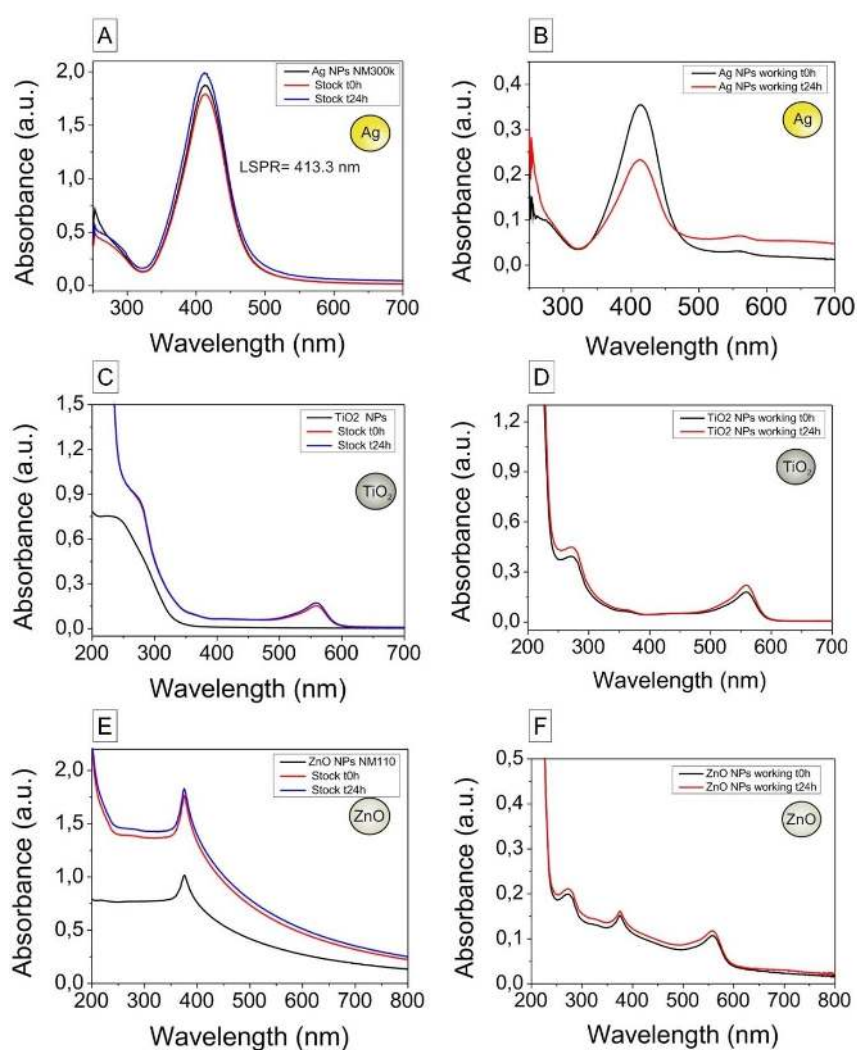 A
Ag NPs NM300k
Stock t0h
Stock t24h
Ag
LSPR= 413.3 nm
Absorbance (a.u.)
2,0
1,5
1,0
0,5
0,0
300 400 500 600 700
Wavelength (nm)
B
Ag NPs working t0h
Ag NPs working t24h
Ag
Absorbance (a.u.)
0,4
0,3
0,2
0,1
0,0
300 400 500 600 700
Wavelength (nm)
C
TiO2 NPs
Stock t0h
Stock t24h
TiO₂
Absorbance (a.u.)
1,5
1,2
0,9
0,6
0,3
0,0
200 300 400 500 600 700
Wavelength (nm)
D
TiO2 NPs working t0h
TiO2 NPs working t24h
TiO₂
Absorbance (a.u.)
1,2
0,9
0,6
0,3
0,0
200 300 400 500 600 700
Wavelength (nm)
E
ZnO NPs NM110
Stock t0h
Stock t24h
ZnO
Absorbance (a.u.)
2,0
1,5
1,0
0,5
0,0
200 300 400 500 600 700 800
Wavelength (nm)
F
ZnO NPs working t0h
ZnO NPs working t24h
ZnO
Absorbance (a.u.)
0,5
0,4
0,3
0,2
0,1
0,0
200 300 400 500 600 700 800
Wavelength (nm)